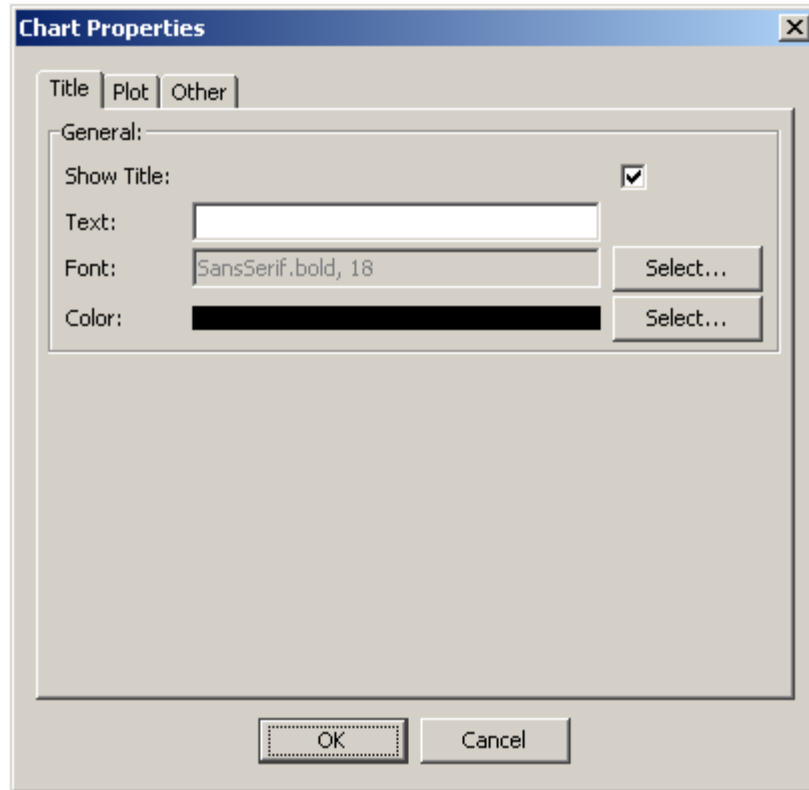 Chart Properties
Title Plot Other
General:
Show Title:
Text:
Font: SansSerif.bold, 18 Select...
Color: Select...
OK Cancel